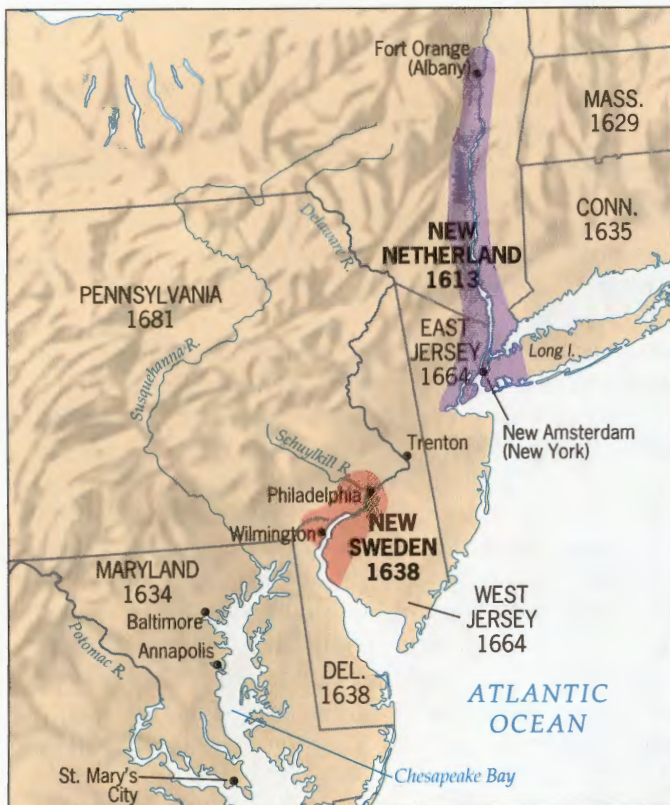 Fort Orange
(Albany)
MASS.
1629
CONN.
1635
Delaware R.
NEW
NETHERLAND
1613
PENNSYLVANIA
1681
EAST
JERSEY
1664
Long I.
Susquehanna R.
New Amsterdam
(New York)
Trenton
Schuylkill R.
Philadelphia
Wilmington
NEW
SWEDEN
1638
MARYLAND
1634
Baltimore
WEST
JERSEY
1664
Annapolis
Potomac R.
DEL.
1638
ATLANTIC
OCEAN
St. Mary's
City
Chesapeake Bay